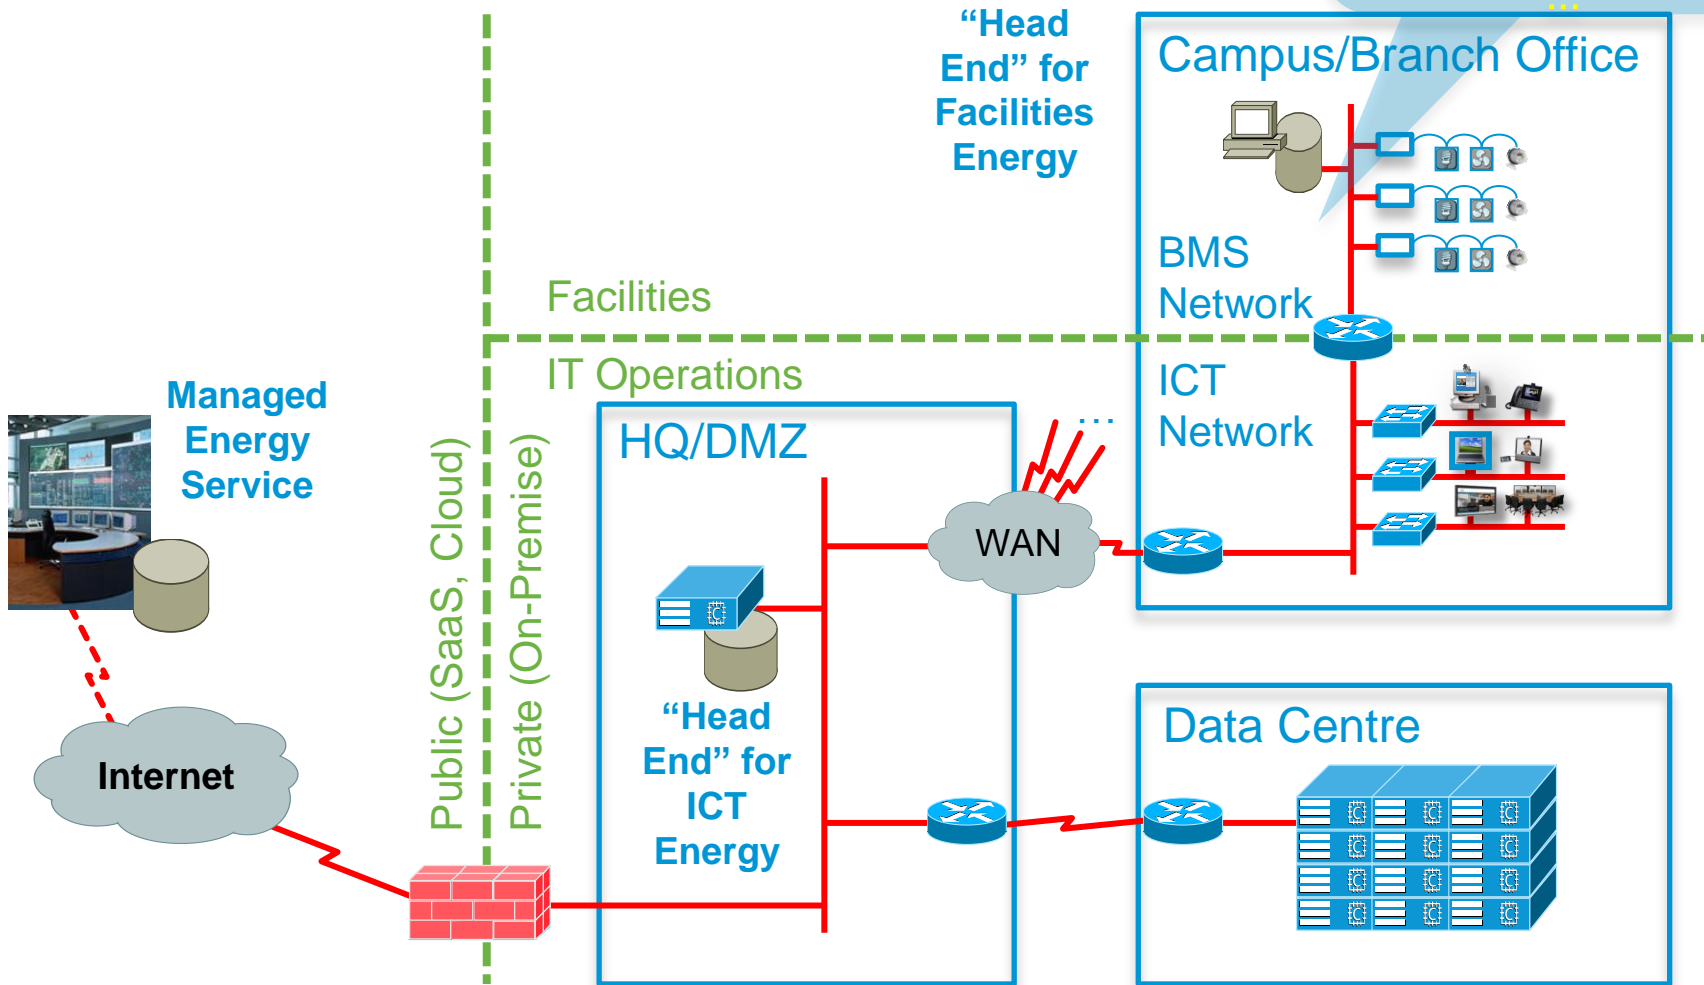 “Head
End” for
Facilities
Energy
...
Campus/Branch Office
BMS
Network
Facilities
IT Operations
ICT
Network
Managed
Energy
Service
Public (SaaS, Cloud)
Private (On-Premise)
HQ/DMZ
...
WAN
“Head
End” for
ICT
Energy
Internet
Data Centre
C C C
C C C
C C C
C C C
C